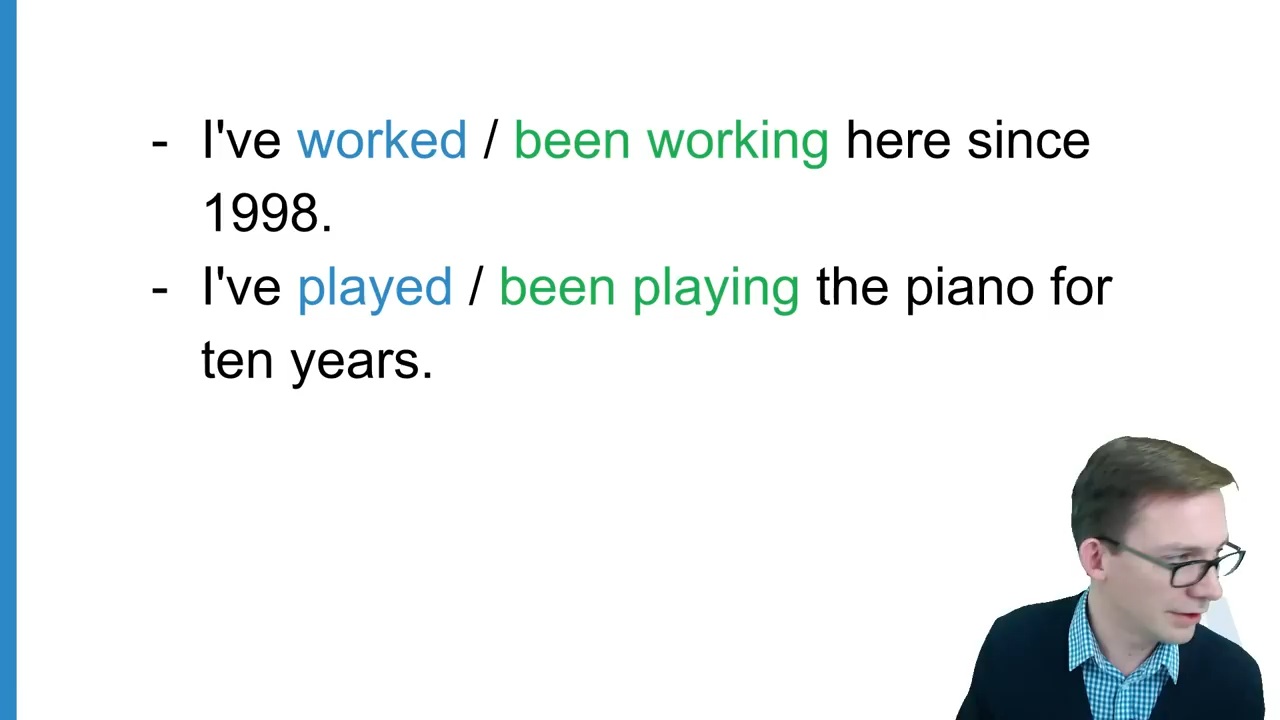 - I've worked / been working here since
1998.
- I've played / been playing the piano for
ten years.